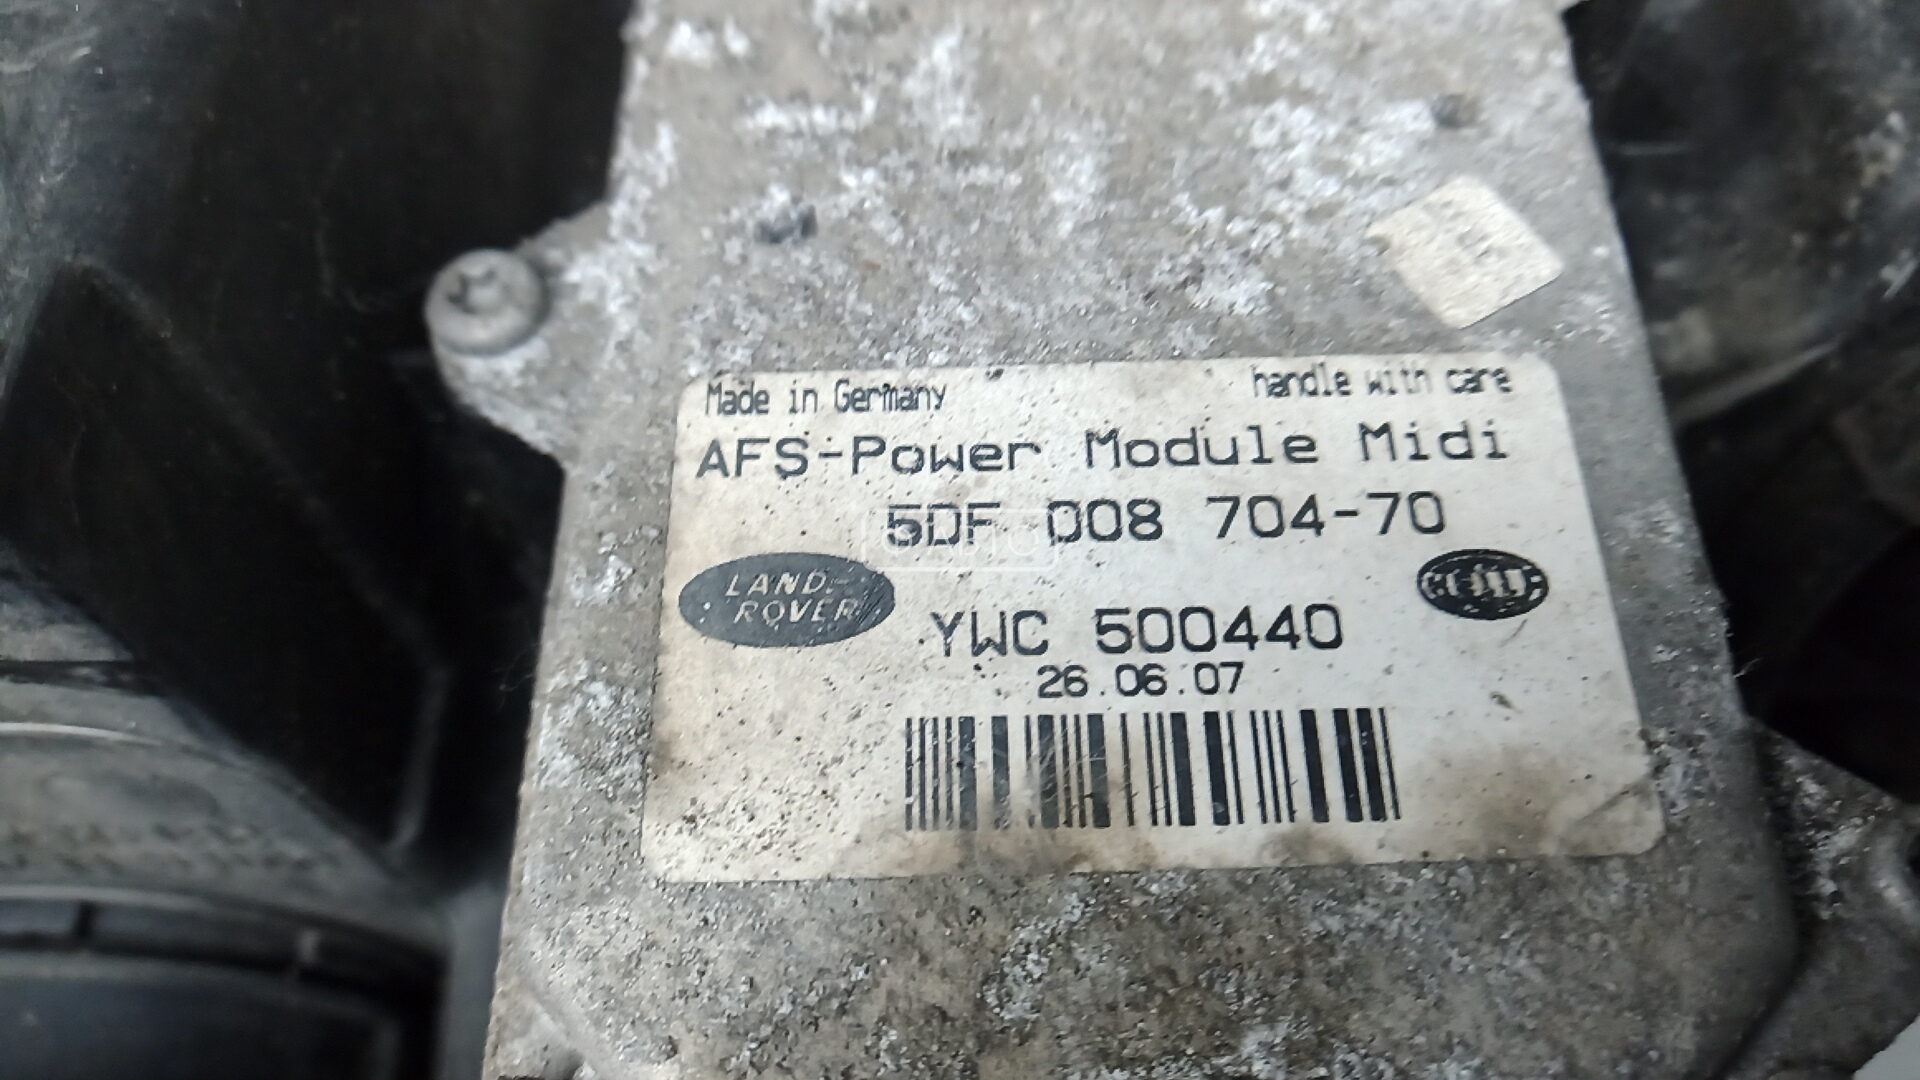 Made in Germany handle with care
AFS-Power Module Midi
5DF 008 704-70
LAND-
ROVER
YWC 500440
26.06.07